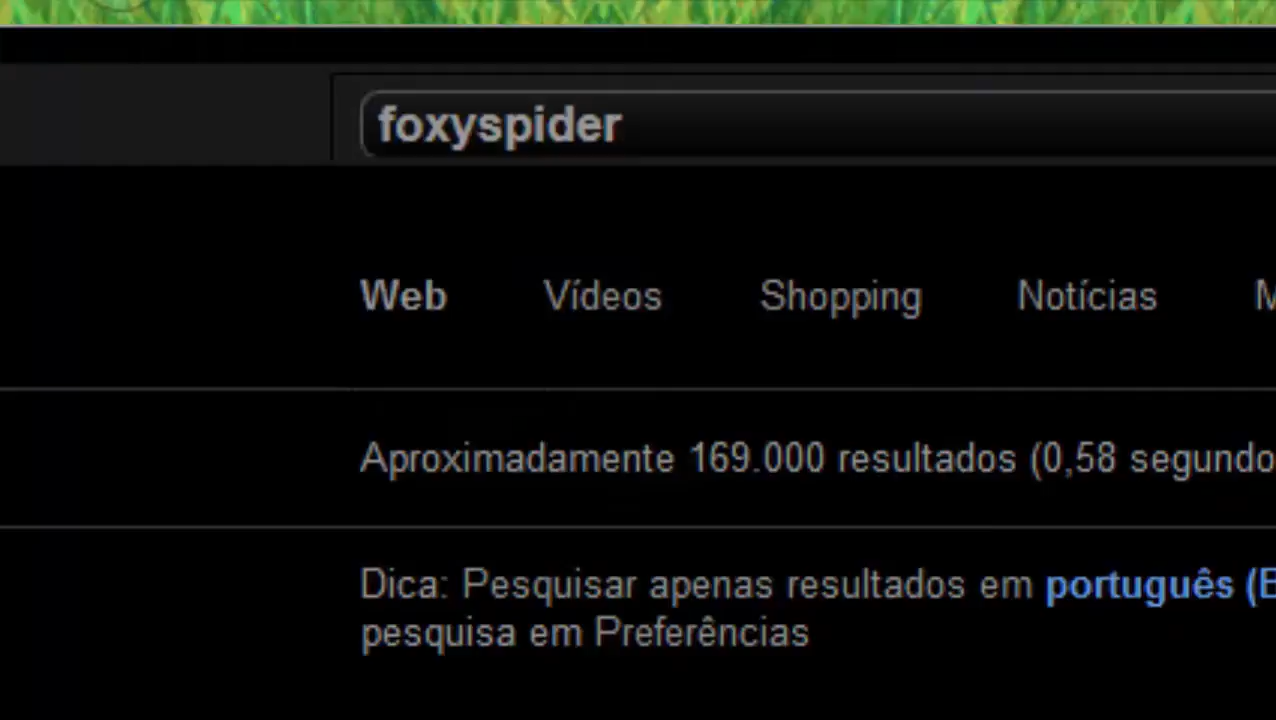 foxyspider
Web Vídeos Shopping Notícias
Aproximadamente 169.000 resultados (0,58 segundo
Dica: Pesquisar apenas resultados em português (E
pesquisa em Preferências